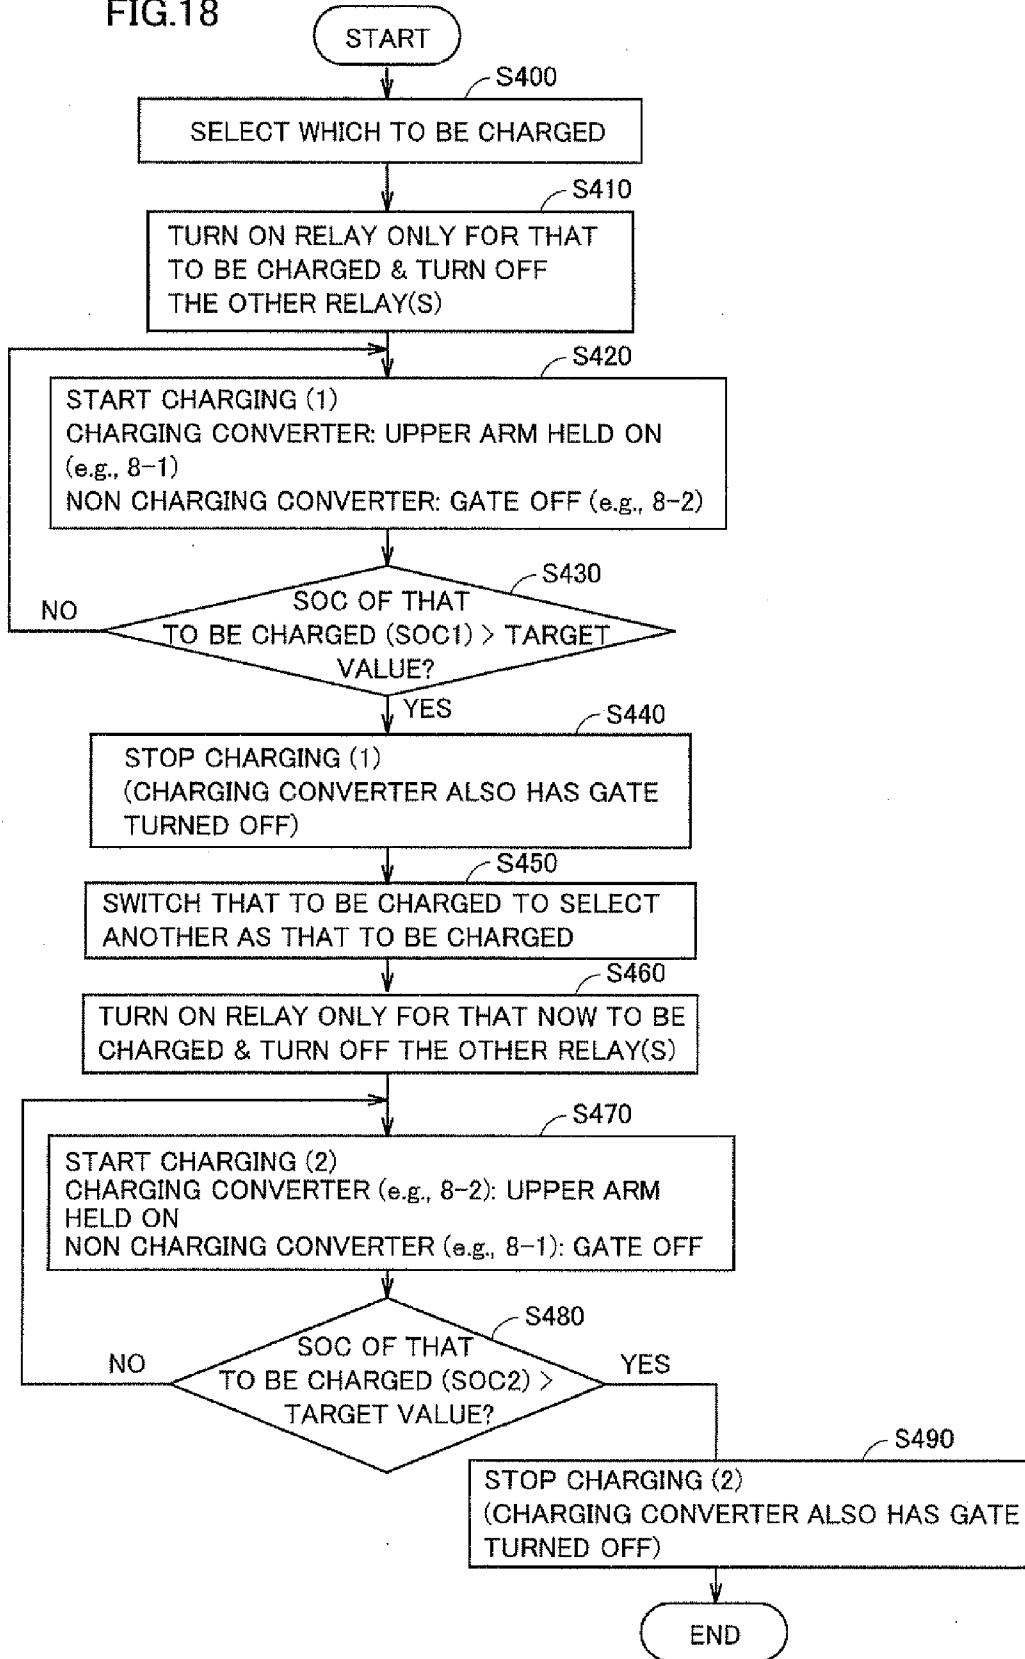 FIG.18
START
S400
SELECT WHICH TO BE CHARGED
S410
TURN ON RELAY ONLY FOR THAT
TO BE CHARGED & TURN OFF
THE OTHER RELAY(S)
S420
START CHARGING (1)
CHARGING CONVERTER: UPPER ARM HELD ON
(e.g., 8-1)
NON CHARGING CONVERTER: GATE OFF (e.g., 8-2)
S430
SOC OF THAT
TO BE CHARGED (SOC1) > TARGET
VALUE?
NO
YES
S440
STOP CHARGING (1)
(CHARGING CONVERTER ALSO HAS GATE
TURNED OFF)
S450
SWITCH THAT TO BE CHARGED TO SELECT
ANOTHER AS THAT TO BE CHARGED
S460
TURN ON RELAY ONLY FOR THAT NOW TO BE
CHARGED & TURN OFF THE OTHER RELAY(S)
S470
START CHARGING (2)
CHARGING CONVERTER (e.g., 8-2): UPPER ARM
HELD ON
NON CHARGING CONVERTER (e.g., 8-1): GATE OFF
S480
SOC OF THAT
TO BE CHARGED (SOC2) >
TARGET VALUE?
NO
YES
S490
STOP CHARGING (2)
(CHARGING CONVERTER ALSO HAS GATE
TURNED OFF)
END